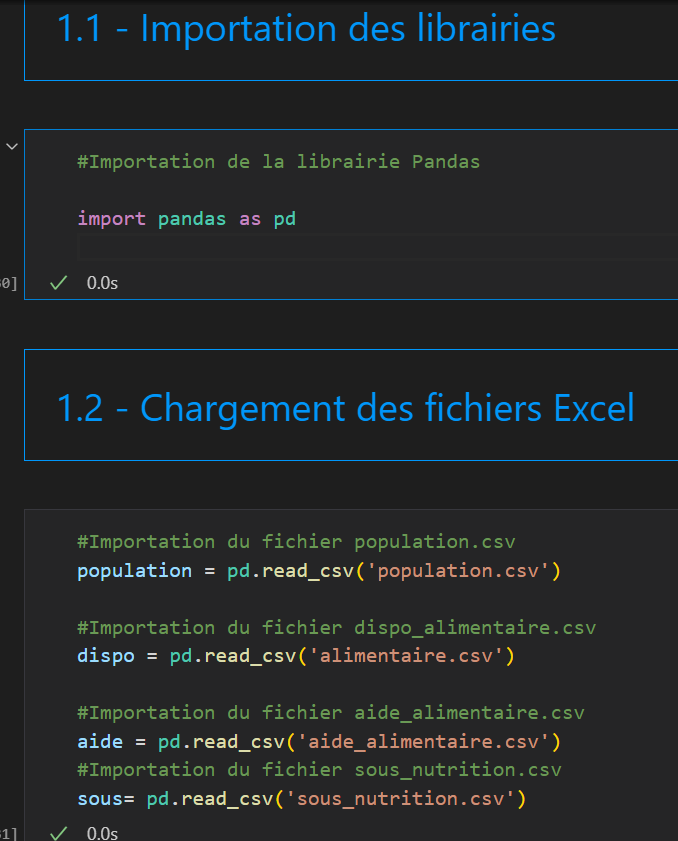 1.1 - Importation des librairies
#Importation de la librairie Pandas
import pandas as pd
0.0s
1.2 - Chargement des fichiers Excel
#Importation du fichier population.csv
population = pd.read_csv('population.csv')
#Importation du fichier dispo_alimentaire.csv
dispo = pd.read_csv('alimentaire.csv')
#Importation du fichier aide_alimentaire.csv
aide = pd.read_csv('aide_alimentaire.csv')
#Importation du fichier sous_nutrition.csv
sous= pd.read_csv('sous_nutrition.csv')
0.0s